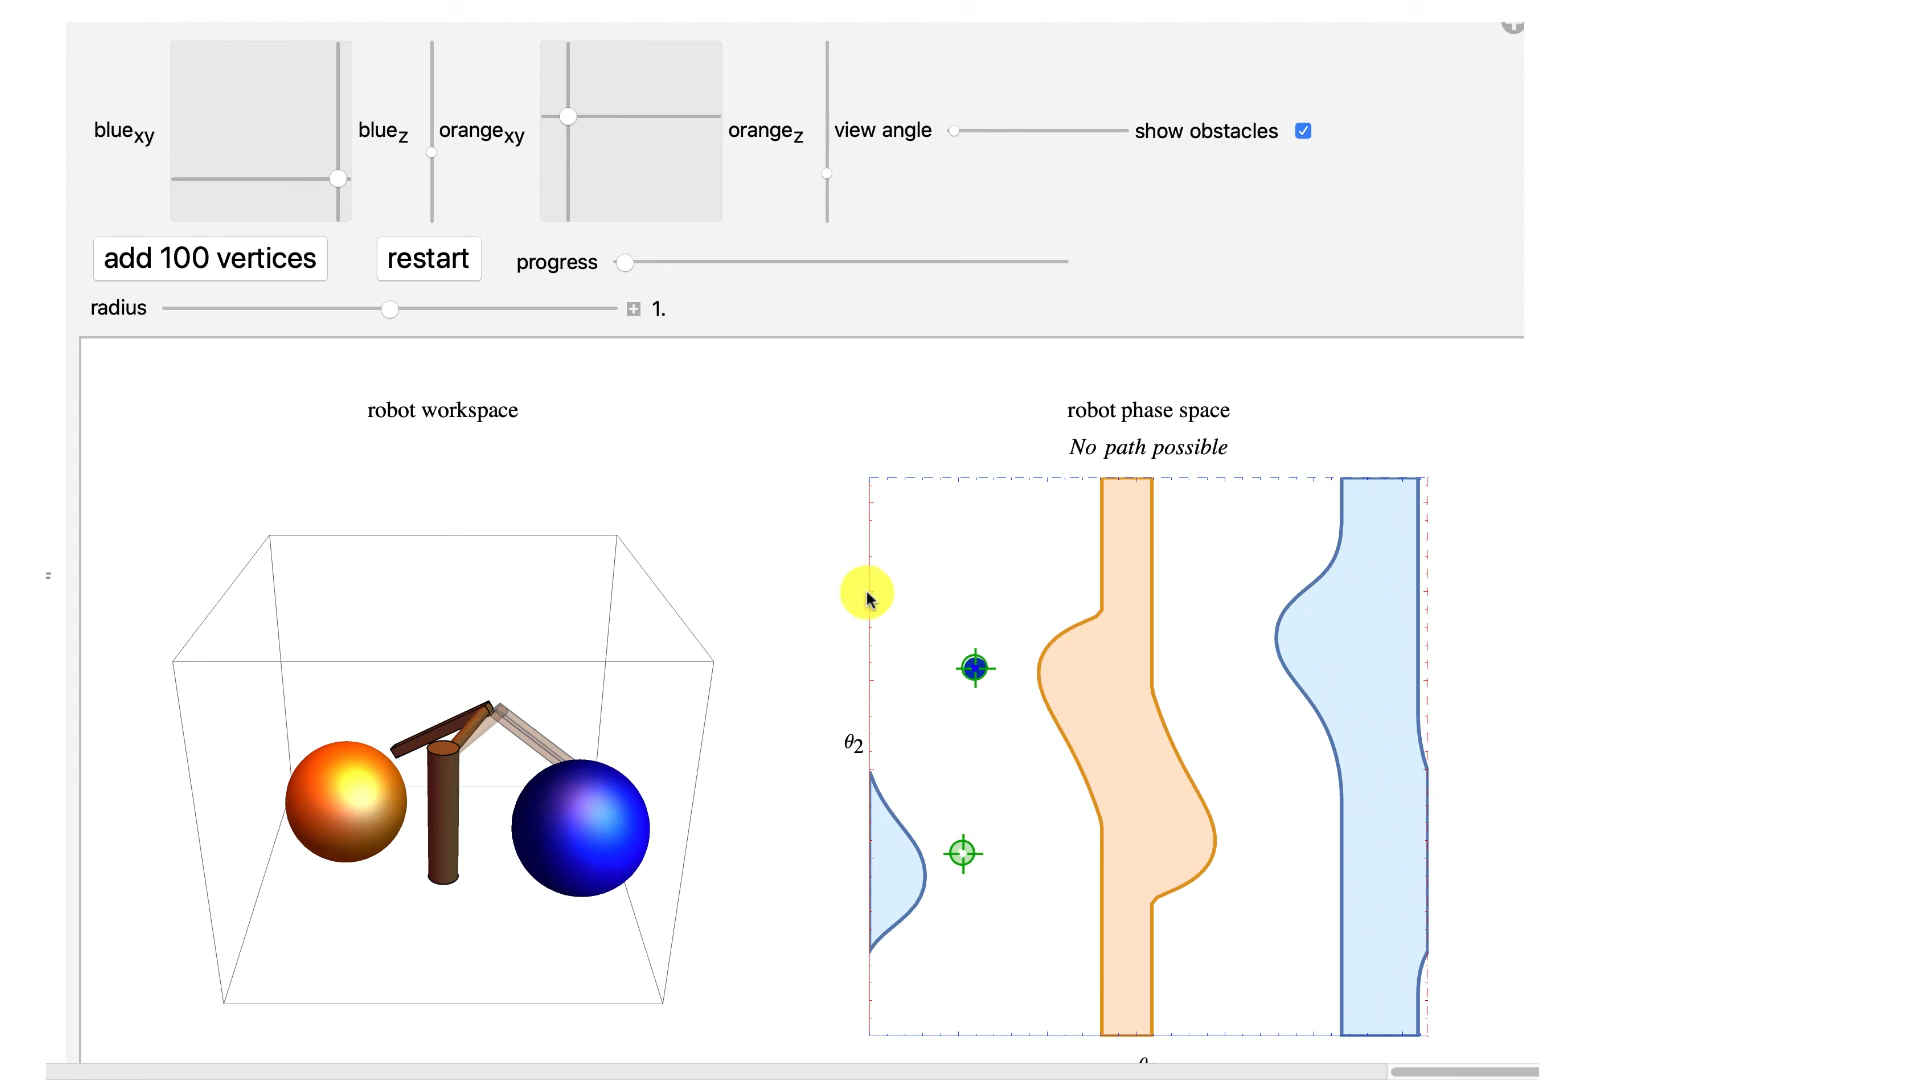 blue_xy blue_z orange_xy orange_z view angle show obstacles
add 100 vertices restart progress
radius 1.
robot workspace robot phase space
No path possible
θ2